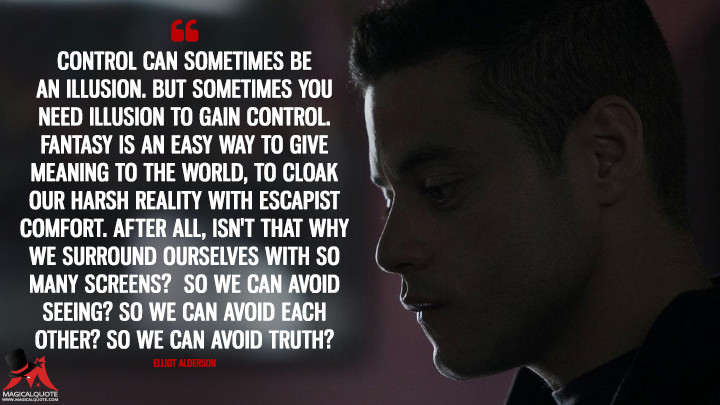 CONTROL CAN SOMETIMES BE
AN ILLUSION. BUT SOMETIMES YOU
NEED ILLUSION TO GAIN CONTROL.
FANTASY IS AN EASY WAY TO GIVE
MEANING TO THE WORLD, TO CLOAK
OUR HARSH REALITY WITH ESCAPIST
COMFORT. AFTER ALL, ISN'T THAT WHY
WE SURROUND OURSELVES WITH SO
MANY SCREENS? SO WE CAN AVOID
SEEING? SO WE CAN AVOID EACH
OTHER? SO WE CAN AVOID TRUTH?
ELLIOT ALDERSON
MAGICALQUOTE
WWW.MAGICALQUOTE.COM